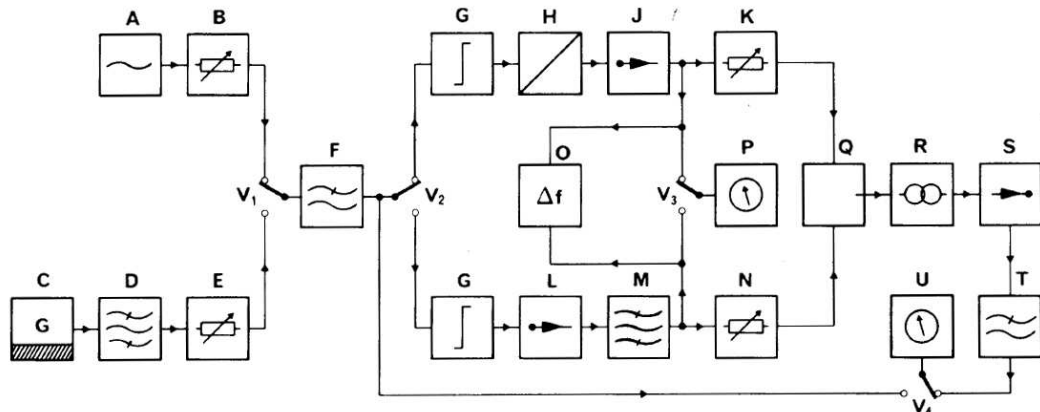 A B G H J K
F O P Q R S
V1 V2 V3
Δf
C D E G L M N U T
G
V4